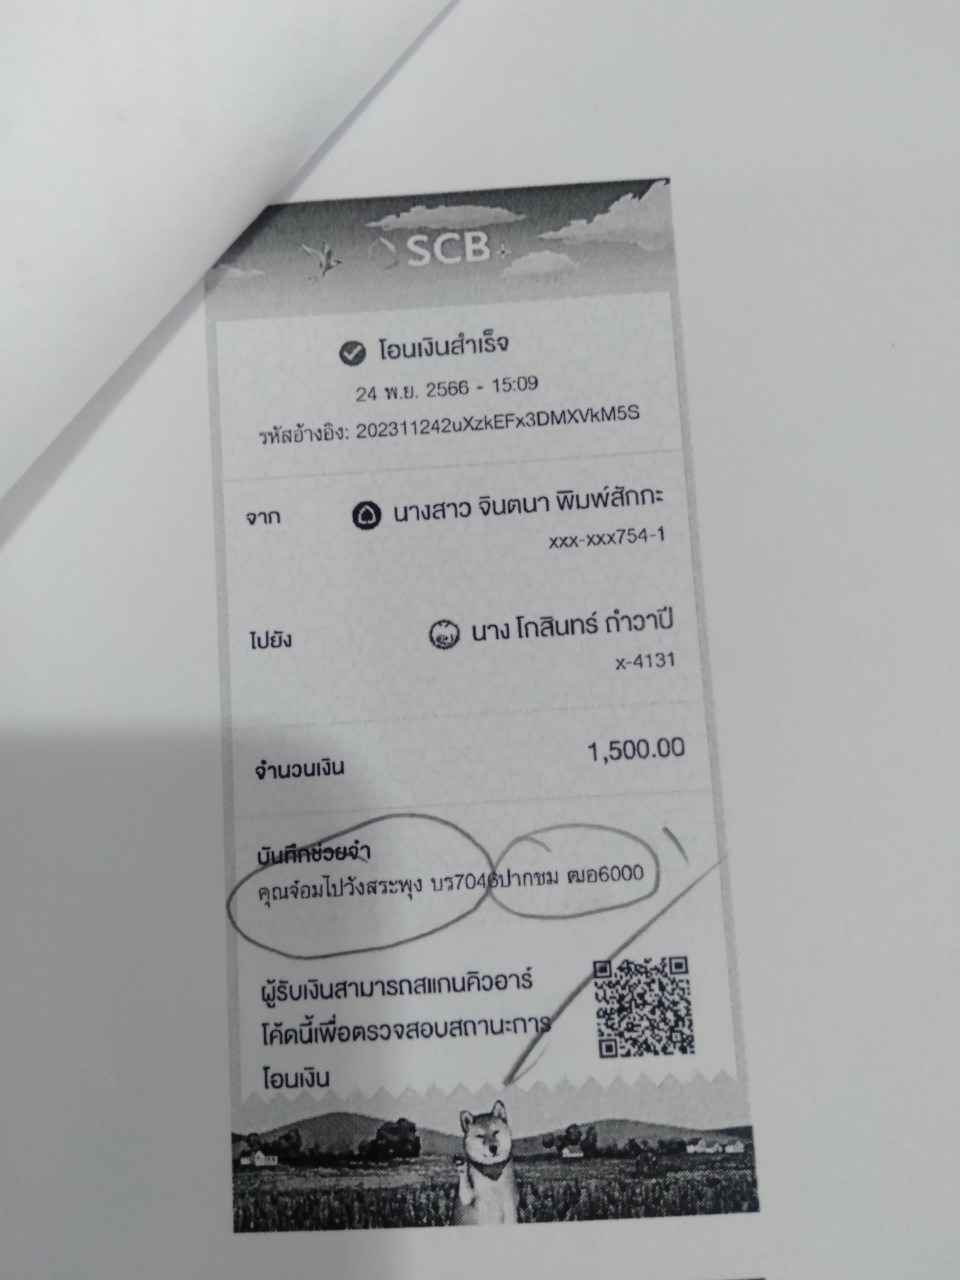 SCB
โอนเงินสำเร็จ
24 พ.ย. 2566 - 15:09
รหัสอ้างอิง: 202311242uXzkEFx3DMXVkM5S
จาก นางสาว จินตนา พิมพ์สักกะ
xxx-xxx754-1
ไปยัง นาง โกสินทร์ ถำวาปี
x-4131
จำนวนเงิน 1,500.00
บันทึกช่วยจำ
คุณจ๋อมไปวังสระพุง บร7046ปากชม ฒอ6000
ผู้รับเงินสามารถสแกนคิวอาร์
โค้ดนี้เพื่อตรวจสอบสถานะการ
โอนเงิน